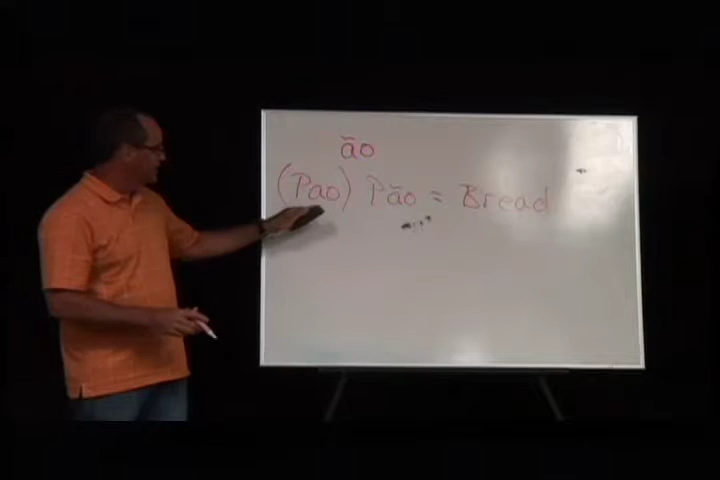 ão
(Pao) Pão = Bread